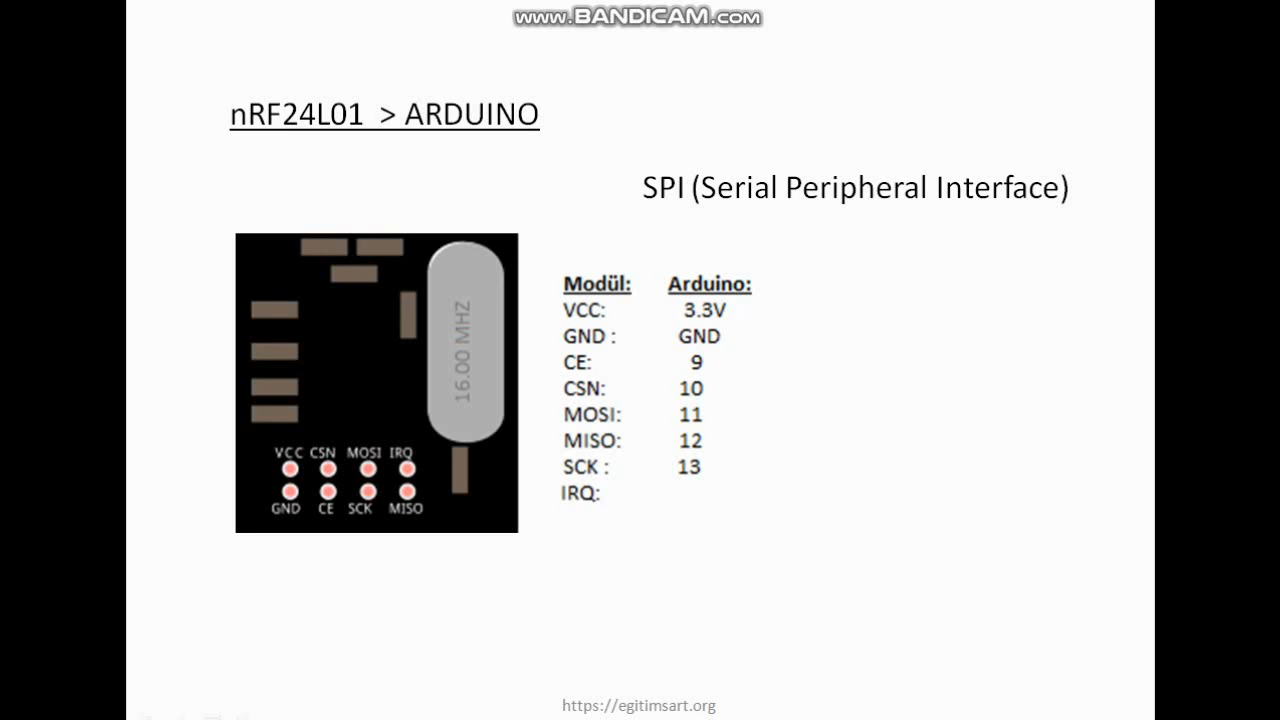 www.BANDICAM.com
nRF24L01 > ARDUINO
SPI (Serial Peripheral Interface)
16.00 MHZ
VCC CSN MOSI IRQ
GND CE SCK MISO
Modül: Arduino:
VCC: 3.3V
GND : GND
CE: 9
CSN: 10
MOSI: 11
MISO: 12
SCK : 13
IRQ:
https://egitimsart.org